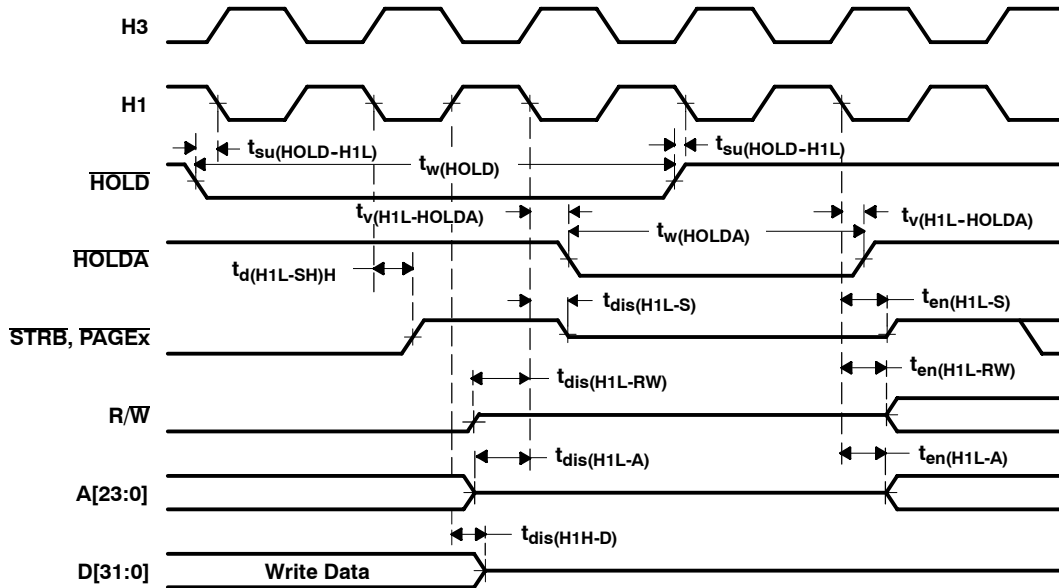 H3
H1
tsu(HOLD-H1L)
tsu(HOLD-H1L)
tw(HOLD)
HOLD
tv(H1L-HOLDA)
tv(H1L-HOLDA)
tw(HOLDA)
HOLDA
td(H1L-SH)H
tdis(H1L-S)
ten(H1L-S)
STRB, PAGEx
tdis(H1L-RW)
ten(H1L-RW)
R/W
tdis(H1L-A)
ten(H1L-A)
A[23:0]
tdis(H1H-D)
D[31:0]
Write Data